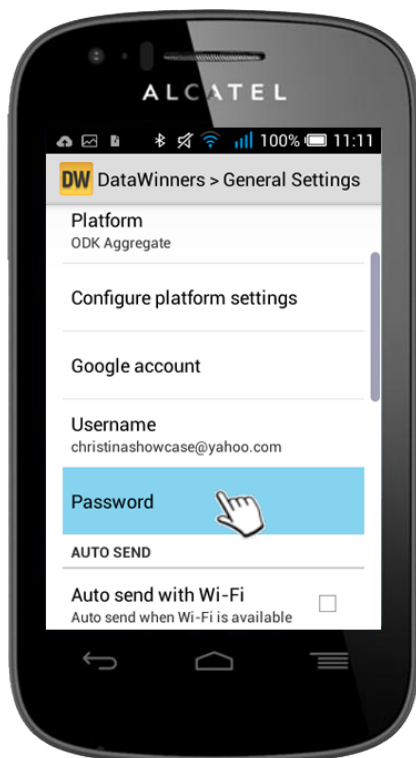 ALCATEL
100% 11:11
DW DataWinners > General Settings
Platform
ODK Aggregate
Configure platform settings
Google account
Username
christinashowcase@yahoo.com
Password
AUTO SEND
Auto send with Wi-Fi
Auto send when Wi-Fi is available